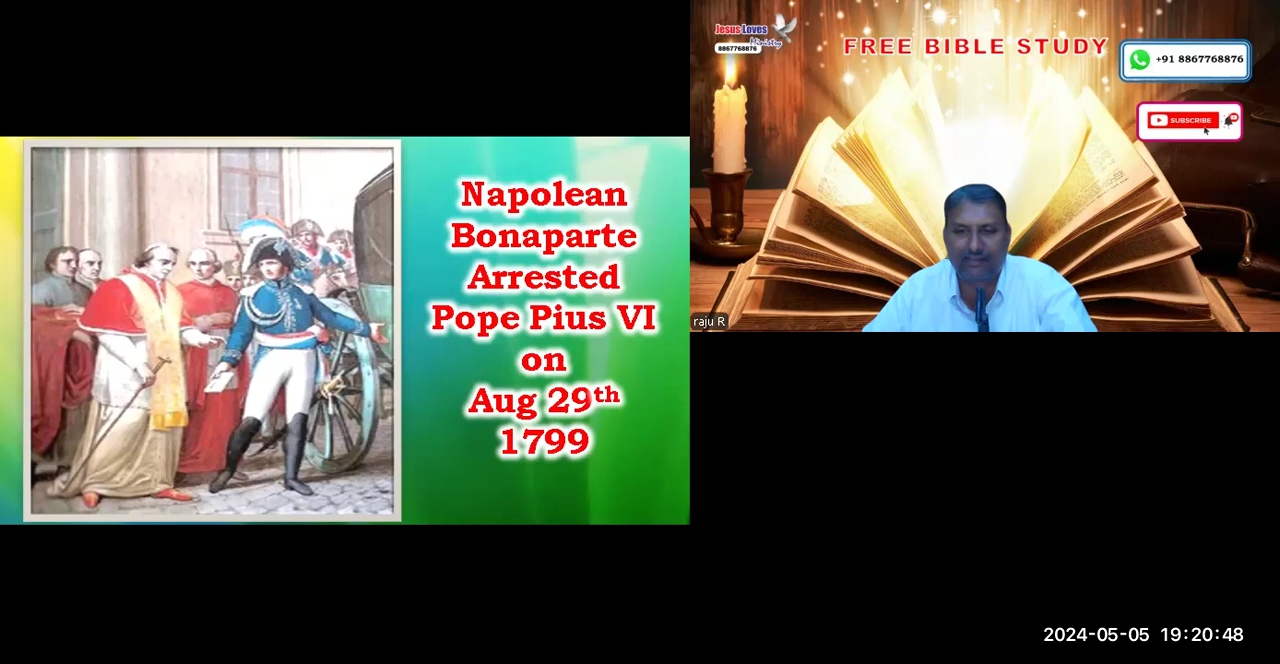 Napolean
Bonaparte
Arrested
Pope Pius VI
on
Aug 29th
1799
Jesus Loves
Ministry
8867768876
FREE BIBLE STUDY
+91 8867768876
SUBSCRIBE
raju R
2024-05-05 19:20:48